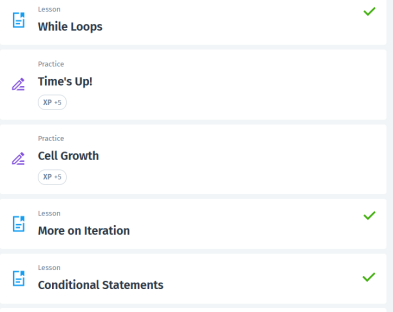 Lesson
While Loops
Practice
Time's Up!
XP +5
Practice
Cell Growth
XP +5
Lesson
More on Iteration
Lesson
Conditional Statements